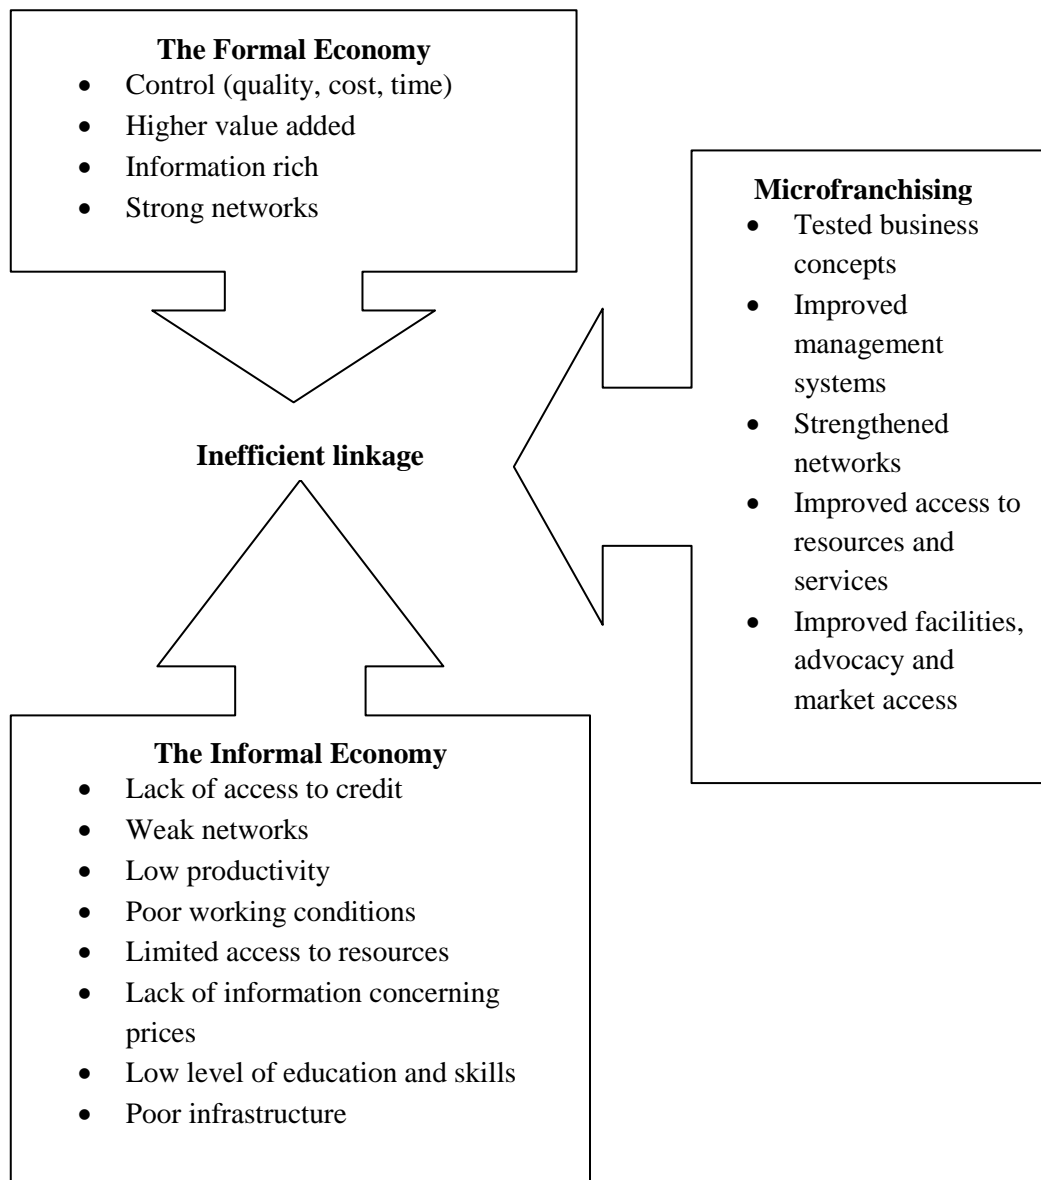 The Formal Economy
• Control (quality, cost, time)
• Higher value added
• Information rich
• Strong networks
Microfranchising
• Tested business
concepts
• Improved
management
systems
• Strengthened
networks
• Improved access to
resources and
services
• Improved facilities,
advocacy and
market access
Inefficient linkage
The Informal Economy
• Lack of access to credit
• Weak networks
• Low productivity
• Poor working conditions
• Limited access to resources
• Lack of information concerning
prices
• Low level of education and skills
• Poor infrastructure